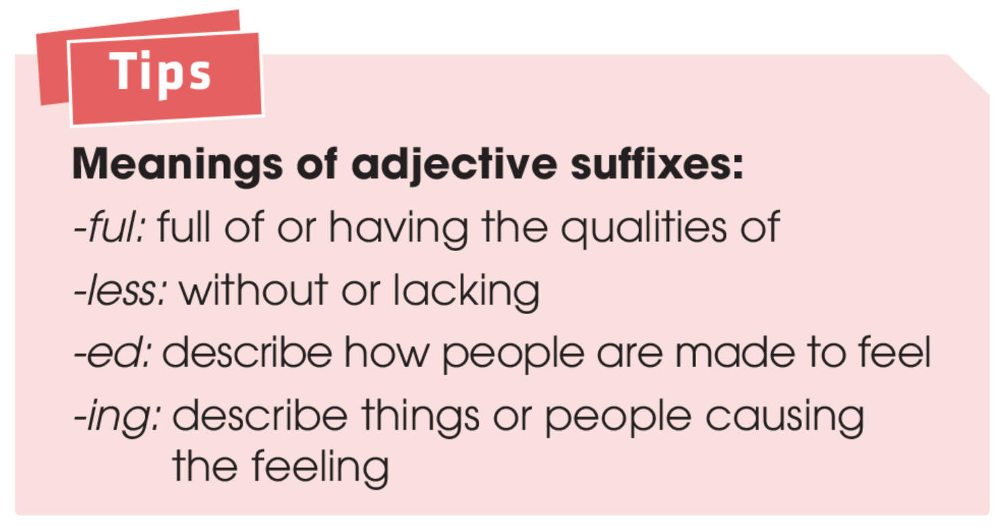 Tips
Meanings of adjective suffixes:
-ful: full of or having the qualities of
-less: without or lacking
-ed: describe how people are made to feel
-ing: describe things or people causing
the feeling